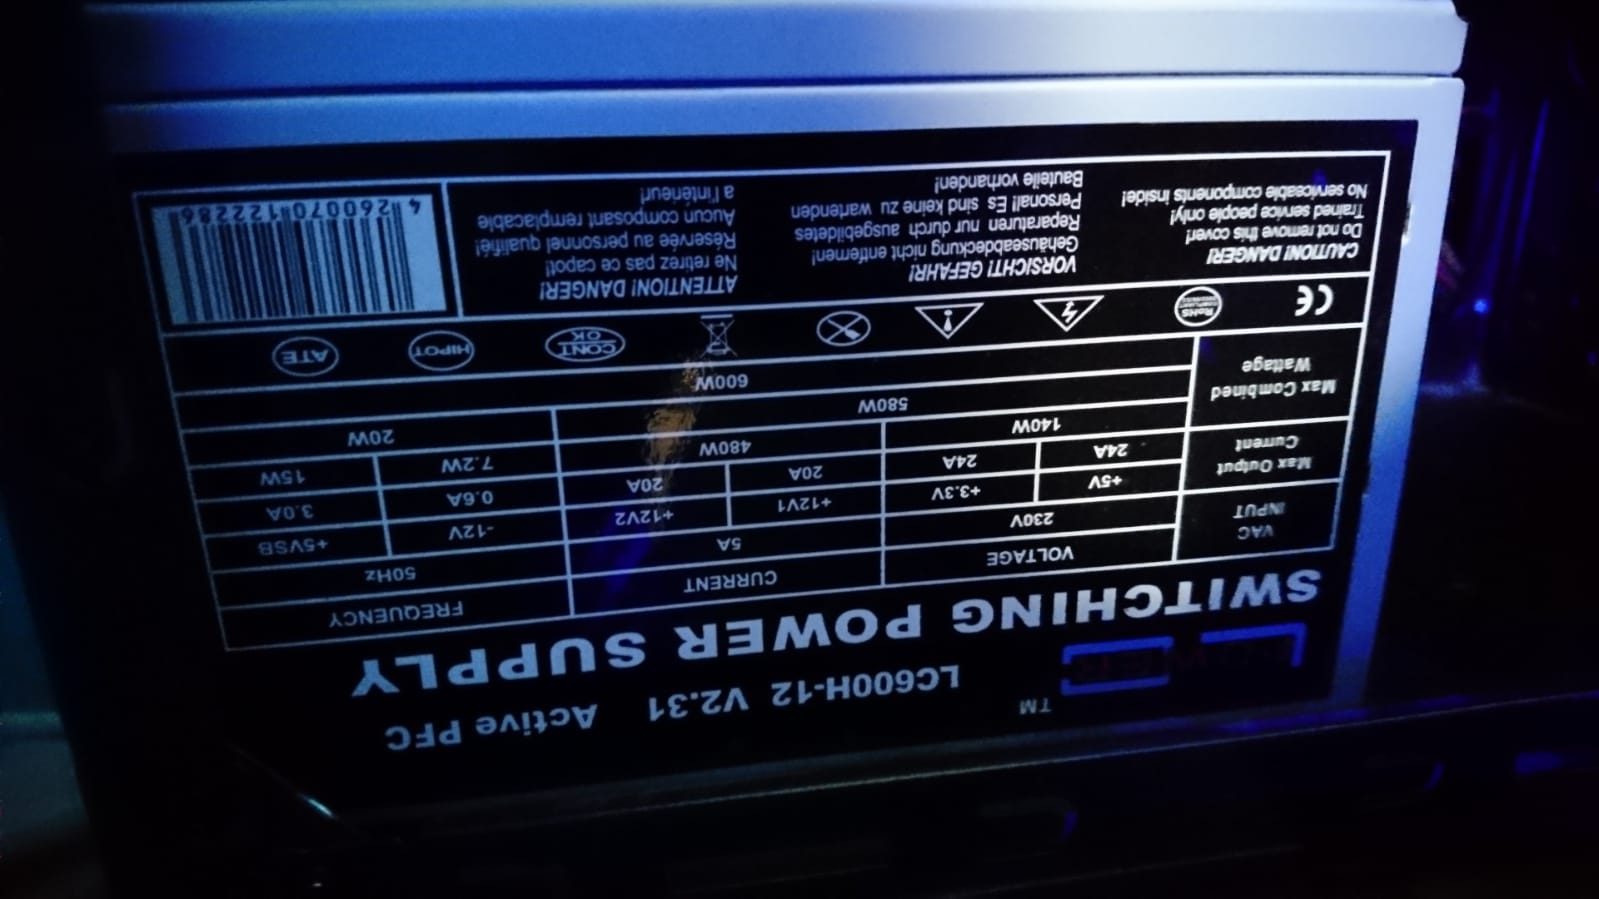 POWER
TM
LC600H-12 V2.31 Active PFC
SWITCHING POWER SUPPLY
VAC INPUT
VOLTAGE CURRENT FREQUENCY
230V 5A 50Hz
Max Output Current
+5V +3.3V +12V1 +12V2 -12V +5VSB
24A 24A 20A 20A 0.6A 3.0A
Max Combined Wattage
140W 480W 7.2W 15W
580W 20W
600W
CE RoHS CONT OK HIPOT ATE
CAUTION! DANGER!
Do not remove this cover!
Trained service people only!
No serviceable components inside!
VORSICHT! GEFAHR!
Gehäuseabdeckung nicht entfernen!
Reparaturen nur durch ausgebildetes
Personal! Es sind keine zu wartenden
Bauteile vorhanden!
ATTENTION! DANGER!
Ne retirez pas ce capot!
Réservée au personnel qualifié!
Aucun composant remplaçable
a l'interieur!
4 260070 122286